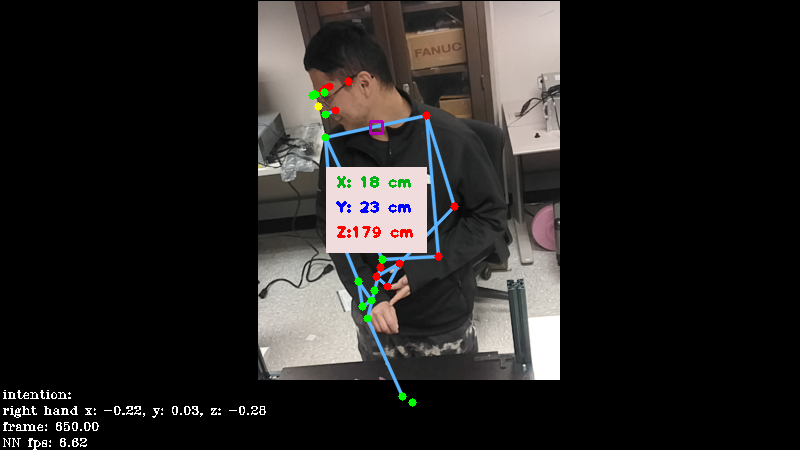 FANUC
X: 18 cm
Y: 23 cm
Z:179 cm
intention:
right hand x: -0.22, y: 0.03, z: -0.28
frame: 650.00
NN fps: 6.62